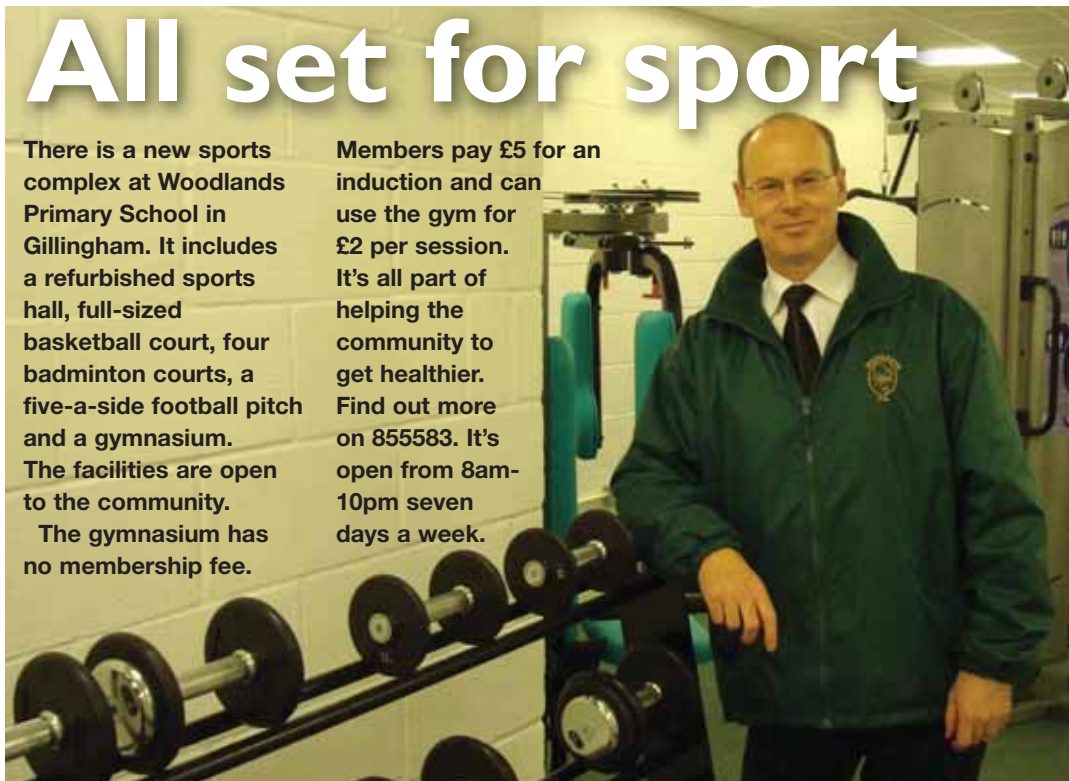 All set for sport
There is a new sports
complex at Woodlands
Primary School in
Gillingham. It includes
a refurbished sports
hall, full-sized
basketball court, four
badminton courts, a
five-a-side football pitch
and a gymnasium.
The facilities are open
to the community.
The gymnasium has
no membership fee.
Members pay £5 for an
induction and can
use the gym for
£2 per session.
It's all part of
helping the
community to
get healthier.
Find out more
on 855583. It's
open from 8am-
10pm seven
days a week.